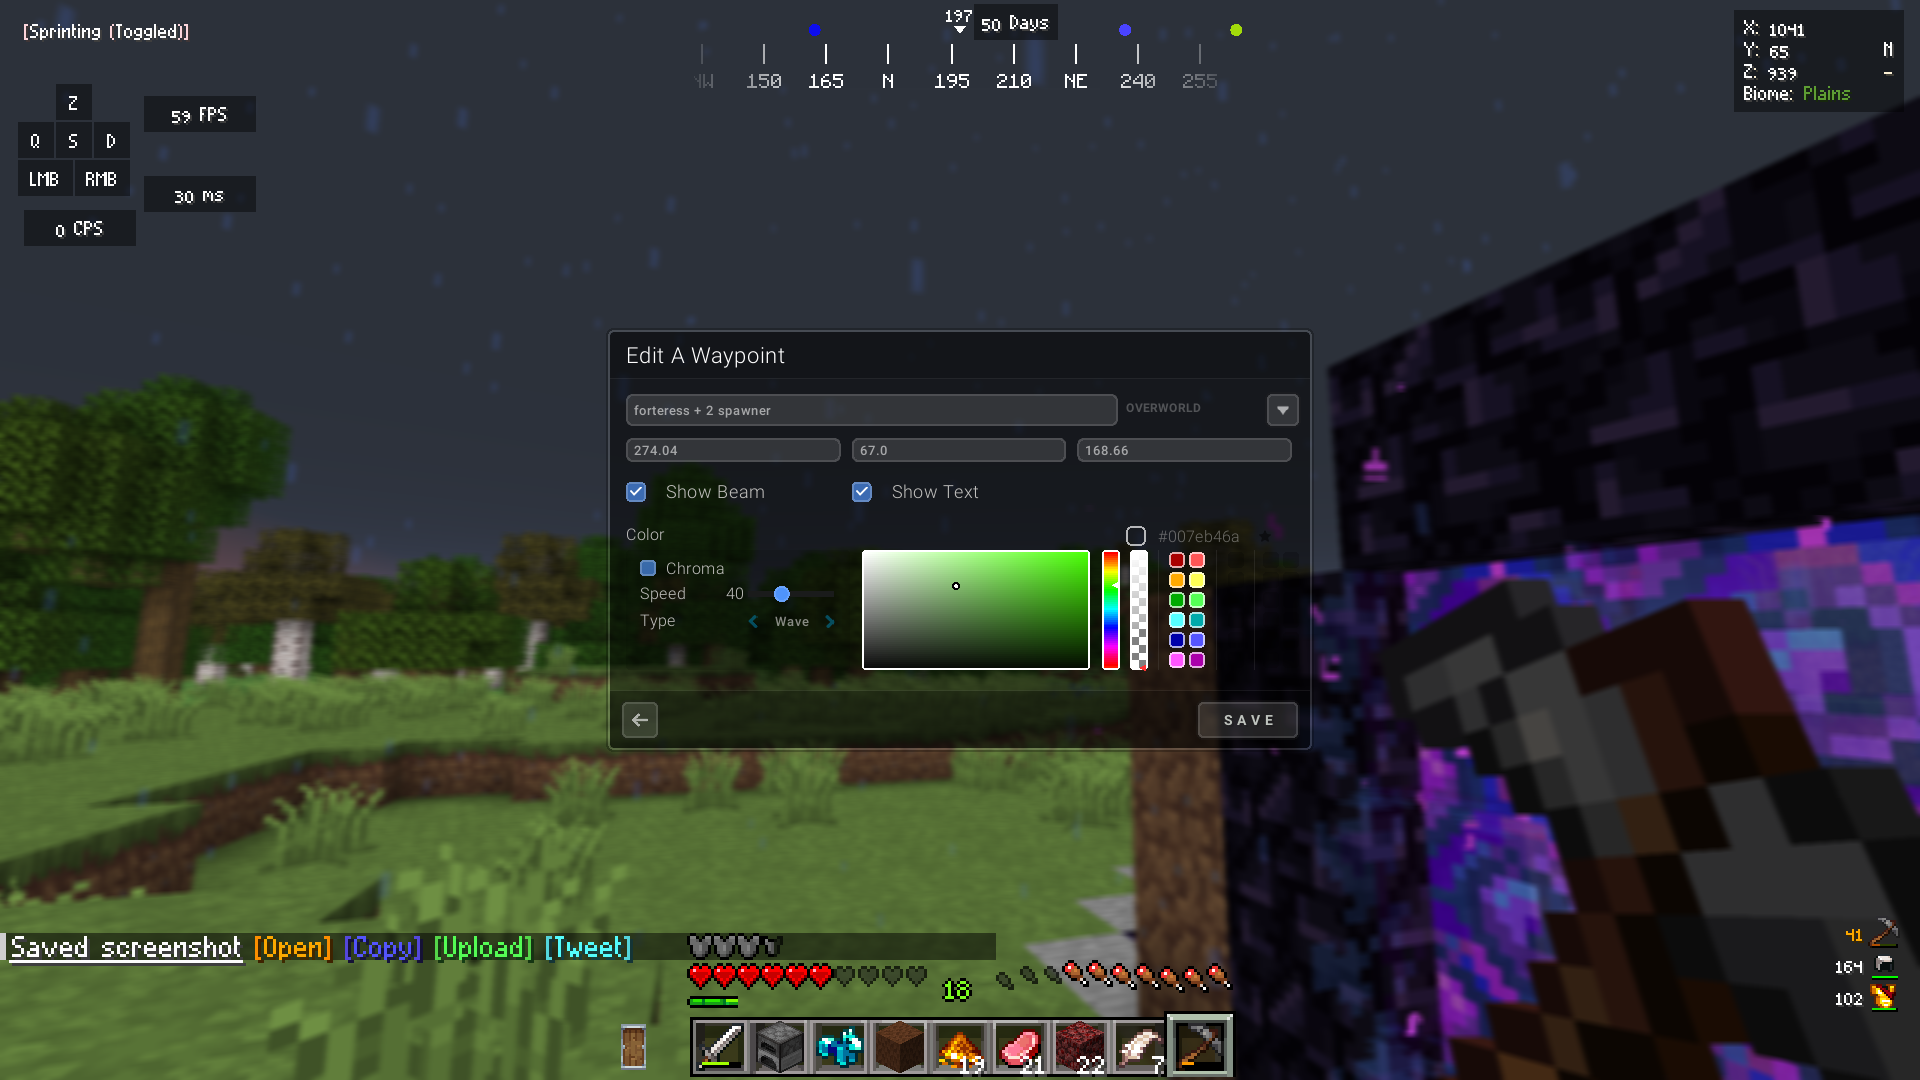 [Sprinting (Toggled)]
197
50 Days
NW 150 165 N 195 210 NE 240 255
X: 1041
Y: 65
N
Z: 939
-
Biome: Plains
Z
Q S D
LMB RMB
0 CPS
59 FPS
30 ms
Edit A Waypoint
forteress + 2 spawner
OVERWORLD
274.04
67.0
168.66
Show Beam
Show Text
Color
#007eb46a
Chroma
Speed 40
Type Wave
SAVE
Saved screenshot [Open] [Copy] [Upload] [Tweet]
18
41
164
102
19 21 22 7